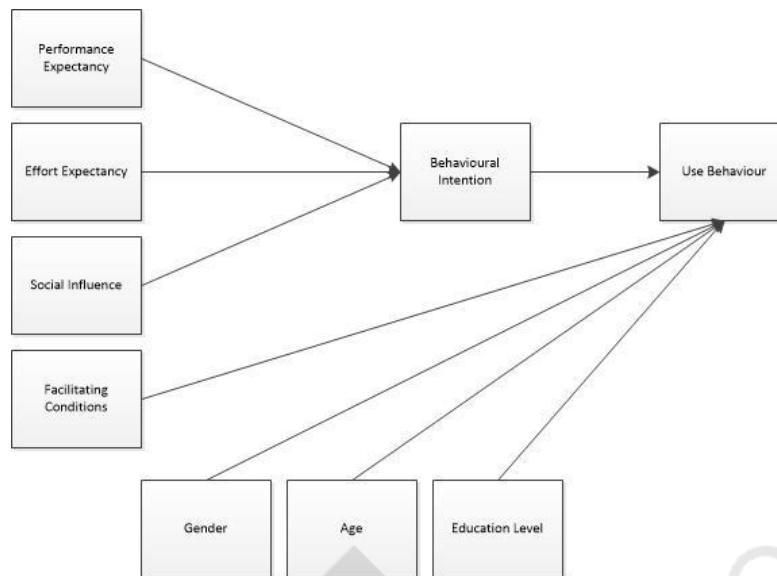 Performance
Expectancy
Effort Expectancy
Behavioural
Intention
Use Behaviour
Social Influence
Facilitating
Conditions
Gender
Age
Education Level